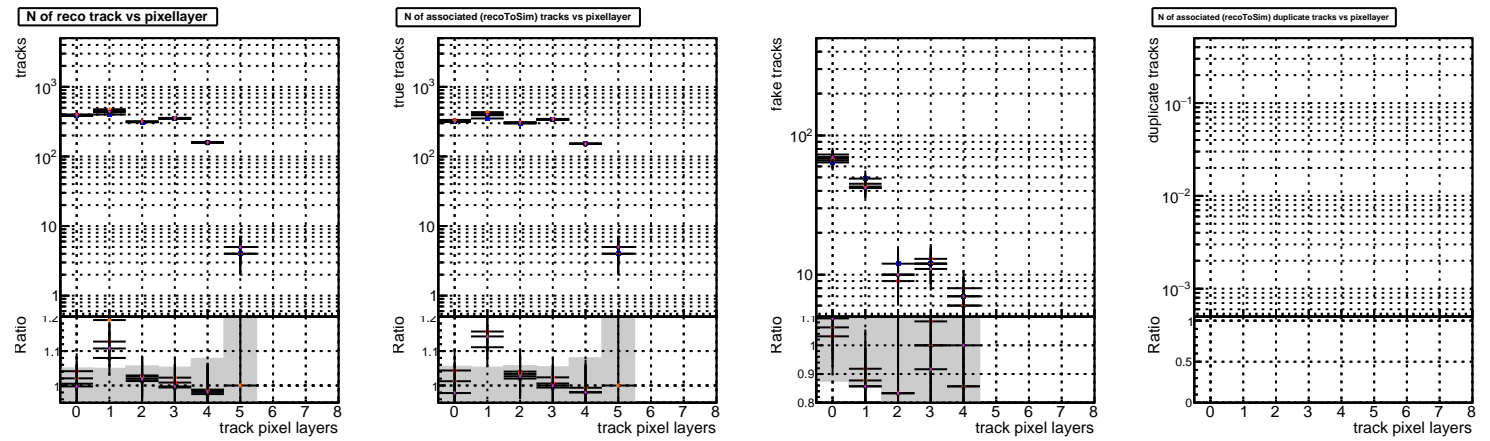 N of reco track vs pixellayer
tracks
10³
10²
10
1
Ratio
1.2
1.1
1
0 1 2 3 4 5 6 7 8
track pixel layers
N of associated (recoToSim) tracks vs pixellayer
true tracks
10³
10²
10
1
Ratio
1.2
1.1
1
0 1 2 3 4 5 6 7 8
track pixel layers
fake tracks
10²
10
Ratio
1.1
1
0.9
0.8
0 1 2 3 4 5 6 7 8
track pixel layers
N of associated (recoToSim) duplicate tracks vs pixellayer
duplicate tracks
10⁻¹
10⁻²
10⁻³
Ratio
1
0.5
0
0 1 2 3 4 5 6 7 8
track pixel layers